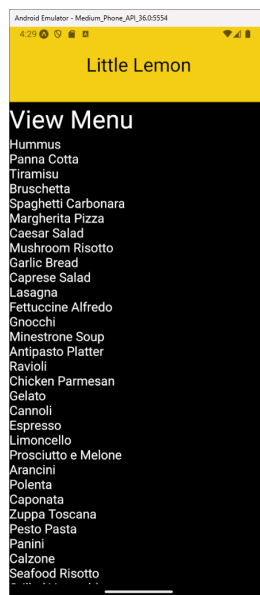 Android Emulator - Medium_Phone_API_36.0:5554
4:29
Little Lemon
View Menu
Hummus
Panna Cotta
Tiramisu
Bruschetta
Spaghetti Carbonara
Margherita Pizza
Caesar Salad
Mushroom Risotto
Garlic Bread
Caprese Salad
Lasagna
Fettuccine Alfredo
Gnocchi
Minestrone Soup
Antipasto Platter
Ravioli
Chicken Parmesan
Gelato
Cannoli
Espresso
Limoncello
Prosciutto e Melone
Arancini
Polenta
Caponata
Zuppa Toscana
Pesto Pasta
Panini
Calzone
Seafood Risotto